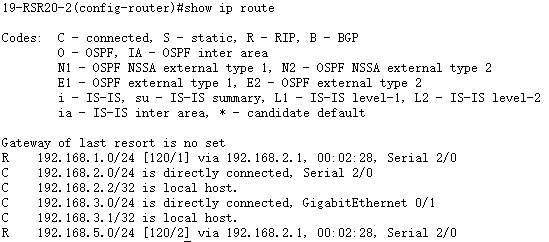 19-RSR20-2(config-router)#show ip route
Codes:  C - connected, S - static, R - RIP, B - BGP
O - OSPF, IA - OSPF inter area
N1 - OSPF NSSA external type 1, N2 - OSPF NSSA external type 2
E1 - OSPF external type 1, E2 - OSPF external type 2
i - IS-IS, su - IS-IS summary, L1 - IS-IS level-1, L2 - IS-IS level-2
ia - IS-IS inter area, * - candidate default
Gateway of last resort is no set
R    192.168.1.0/24 [120/1] via 192.168.2.1, 00:02:28, Serial 2/0
C    192.168.2.0/24 is directly connected, Serial 2/0
C    192.168.2.2/32 is local host.
C    192.168.3.0/24 is directly connected, GigabitEthernet 0/1
C    192.168.3.1/32 is local host.
R    192.168.5.0/24 [120/2] via 192.168.2.1, 00:02:28, Serial 2/0